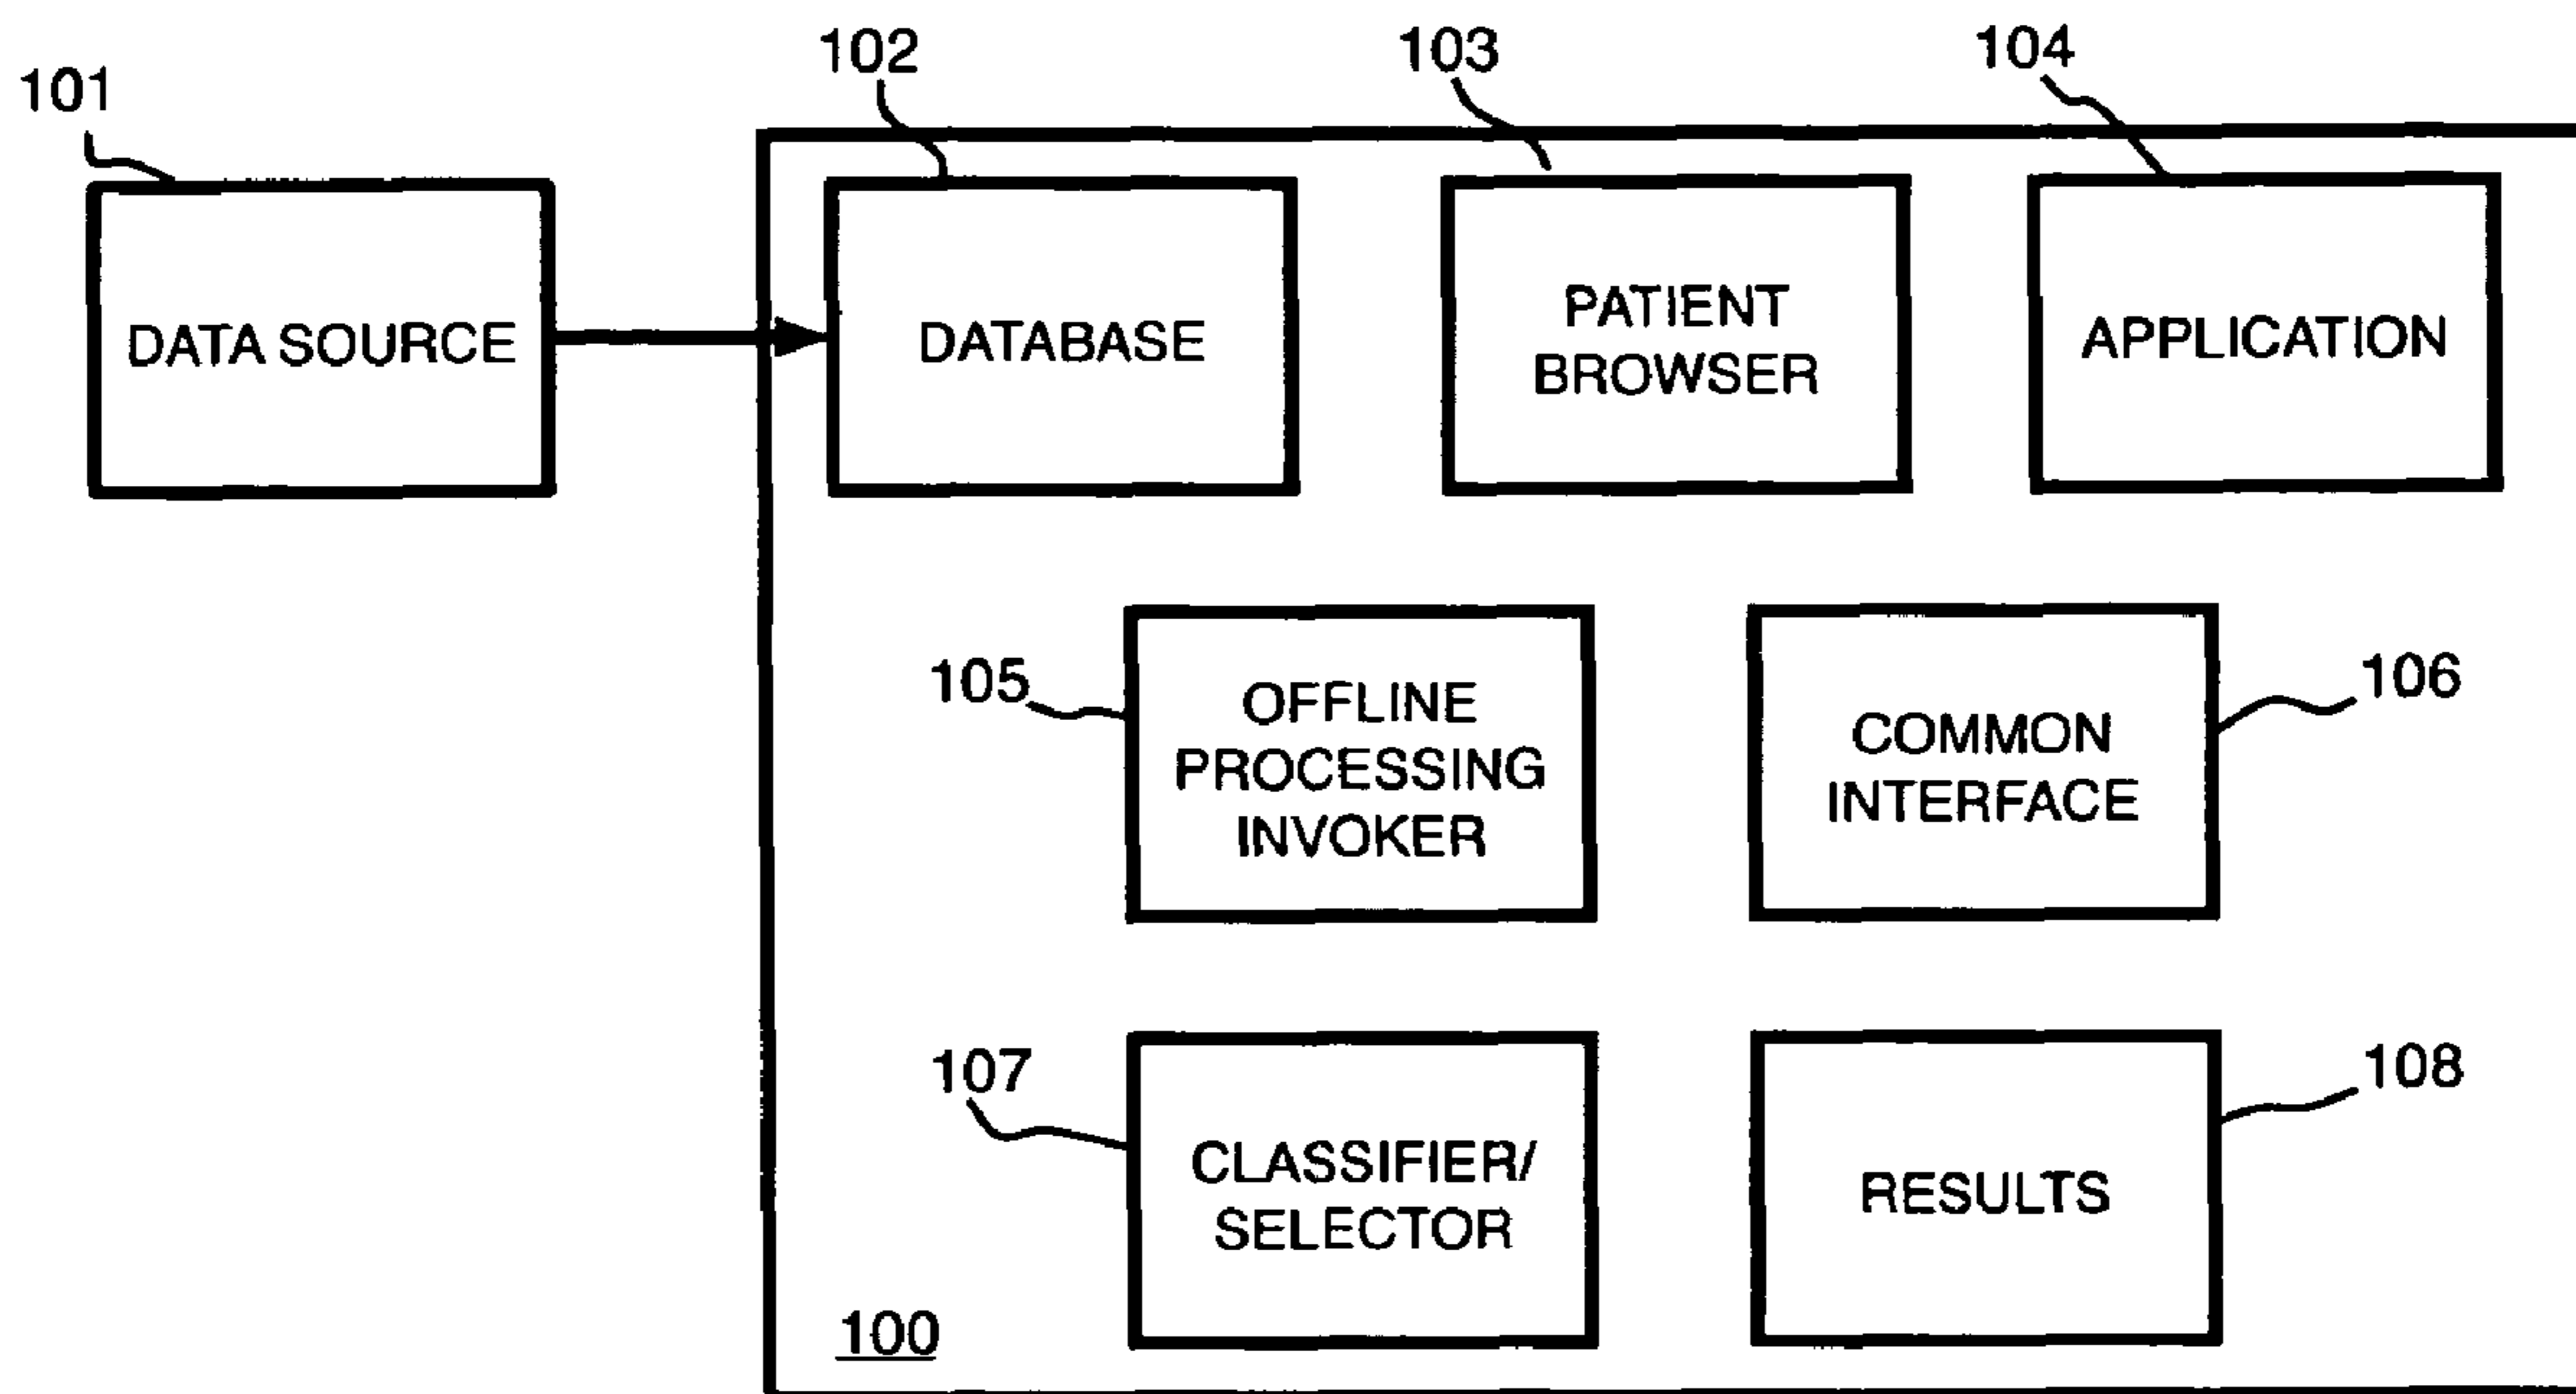 101
102
103
104
DATA SOURCE
DATABASE
PATIENT
BROWSER
APPLICATION
105
OFFLINE
PROCESSING
INVOKER
COMMON
INTERFACE
106
107
CLASSIFIER/
SELECTOR
RESULTS
108
100